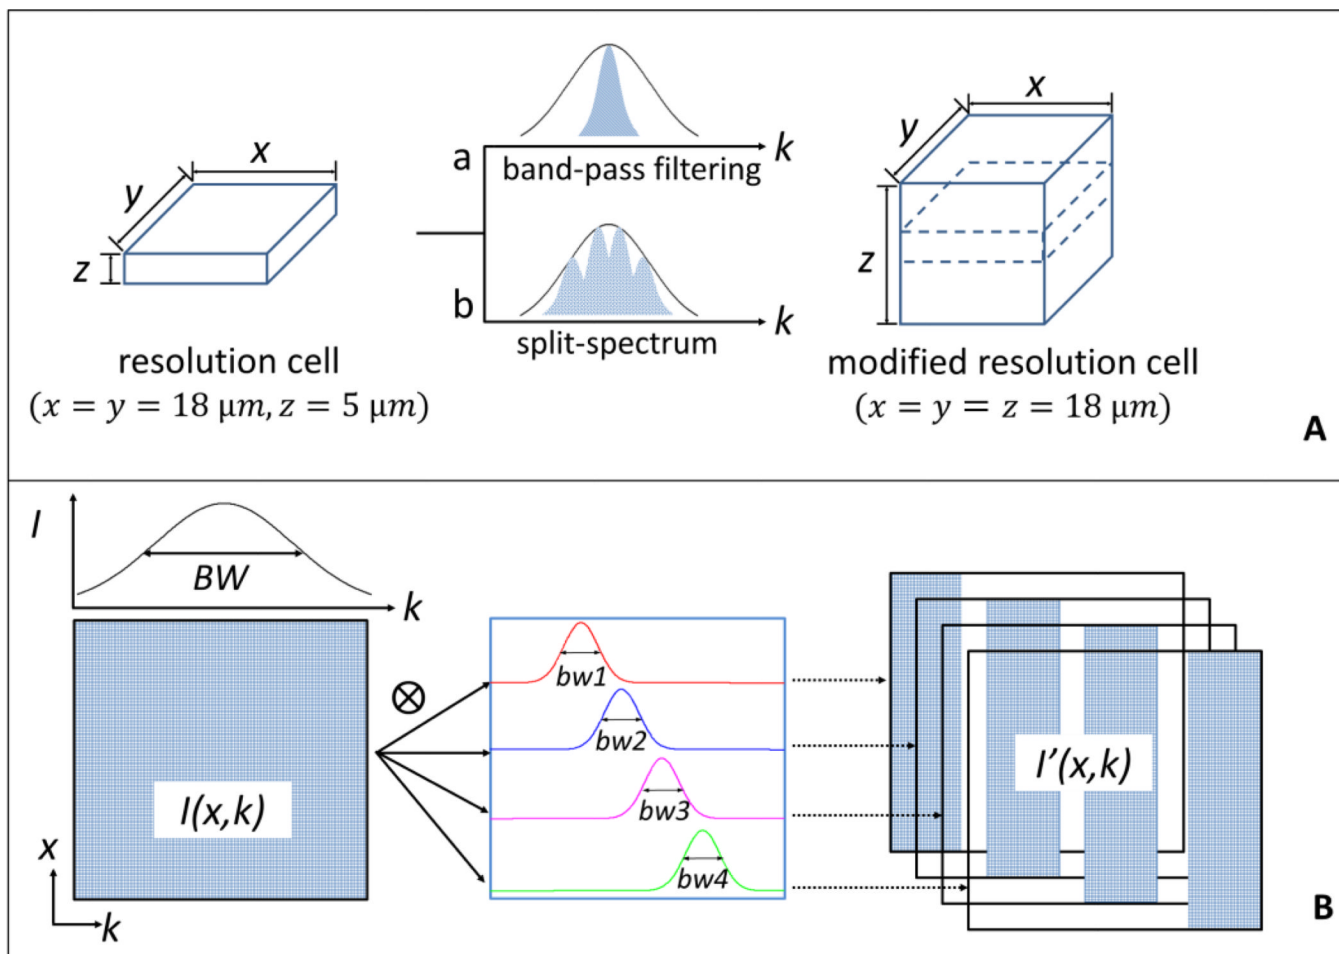 x
y
z
resolution cell
(x = y = 18 μm, z = 5 μm)
a
k
band-pass filtering
b
k
split-spectrum
x
y
z
modified resolution cell
(x = y = z = 18 μm)
A
I
BW
k
I(x,k)
x
k
bw1
bw2
bw3
bw4
I’(x,k)
B